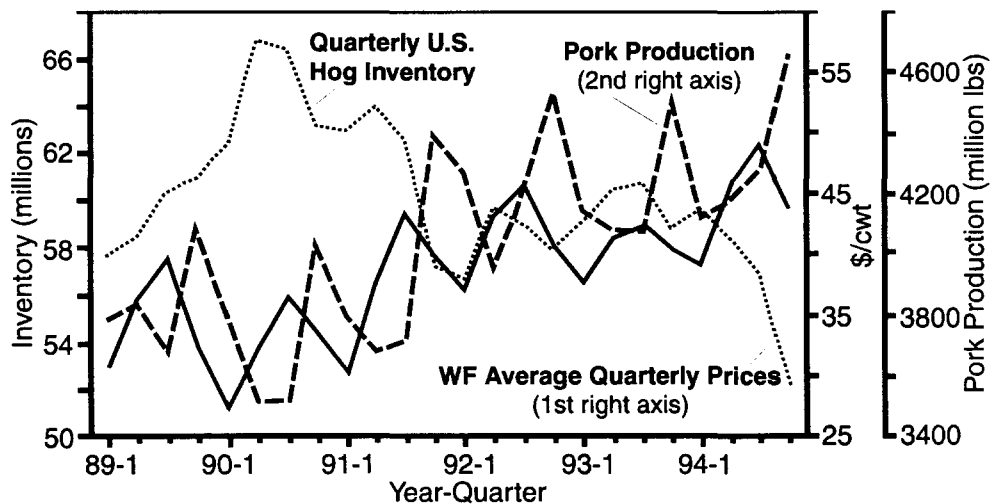 Quarterly U.S.
Hog Inventory
Pork Production
(2nd right axis)
WF Average Quarterly Prices
(1st right axis)
Inventory (millions)
66
62
58
54
50
$/cwt
55
45
35
25
Pork Production (million lbs)
4600
4200
3800
3400
89-1 90-1 91-1 92-1 93-1 94-1
Year-Quarter